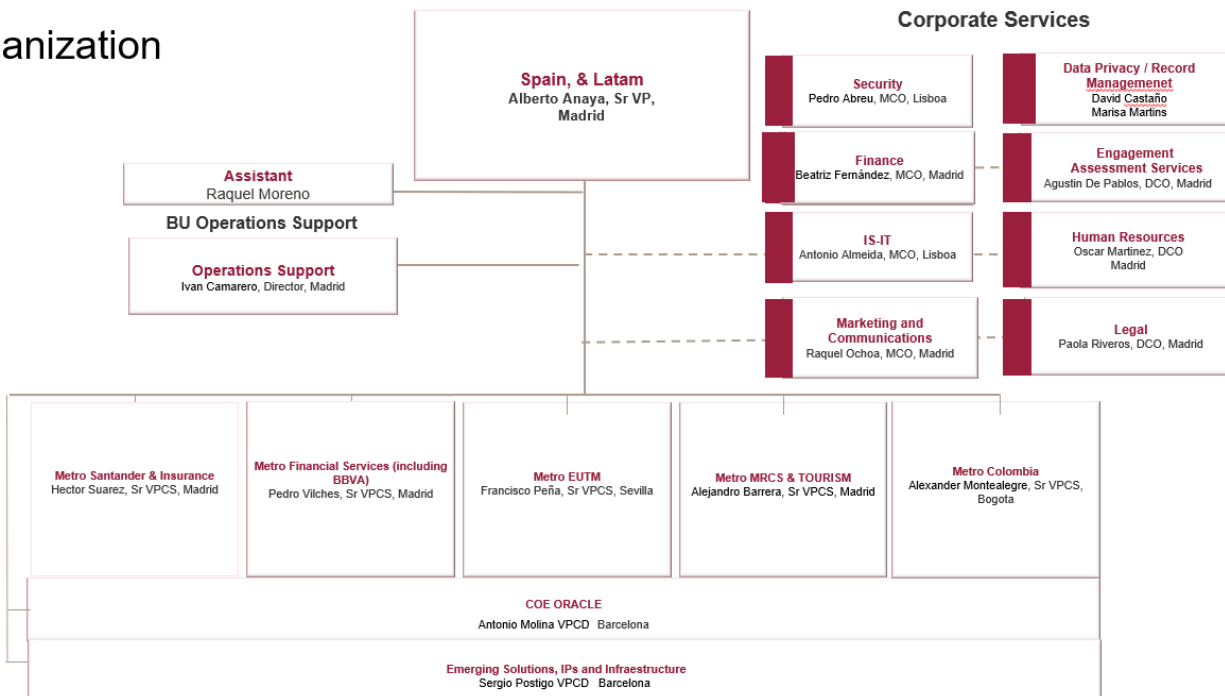 anization
Corporate Services
Spain, & Latam
Alberto Anaya, Sr VP,
Madrid
Security
Pedro Abreu, MCO, Lisboa
Data Privacy / Record
Managemenet
David Castaño
Marisa Martins
Finance
Beatriz Fernández, MCO, Madrid
Engagement
Assessment Services
Agustin De Pablos, DCO, Madrid
Assistant
Raquel Moreno
BU Operations Support
Operations Support
Ivan Camarero, Director, Madrid
IS-IT
Antonio Almeida, MCO, Lisboa
Human Resources
Oscar Martinez, DCO
Madrid
Marketing and
Communications
Raquel Ochoa, MCO, Madrid
Legal
Paola Riveros, DCO, Madrid
Metro Santander & Insurance
Hector Suarez, Sr VPCS, Madrid
Metro Financial Services (including
BBVA)
Pedro Vilches, Sr VPCS, Madrid
Metro EUTM
Francisco Peña, Sr VPCS, Sevilla
Metro MRCS & TOURISM
Alejandro Barrera, Sr VPCS, Madrid
Metro Colombia
Alexander Montealegre, Sr VPCS,
Bogota
COE ORACLE
Antonio Molina VPCD Barcelona
Emerging Solutions, IPs and Infraestructure
Sergio Postigo VPCD Barcelona